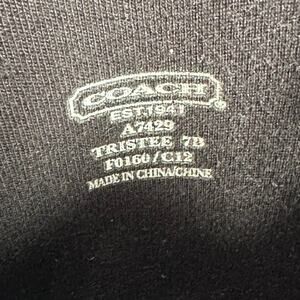 COACH®
EST. 1941
A7429
TRISTEE 7B
F0160/C12
MADE IN CHINA/CHINE